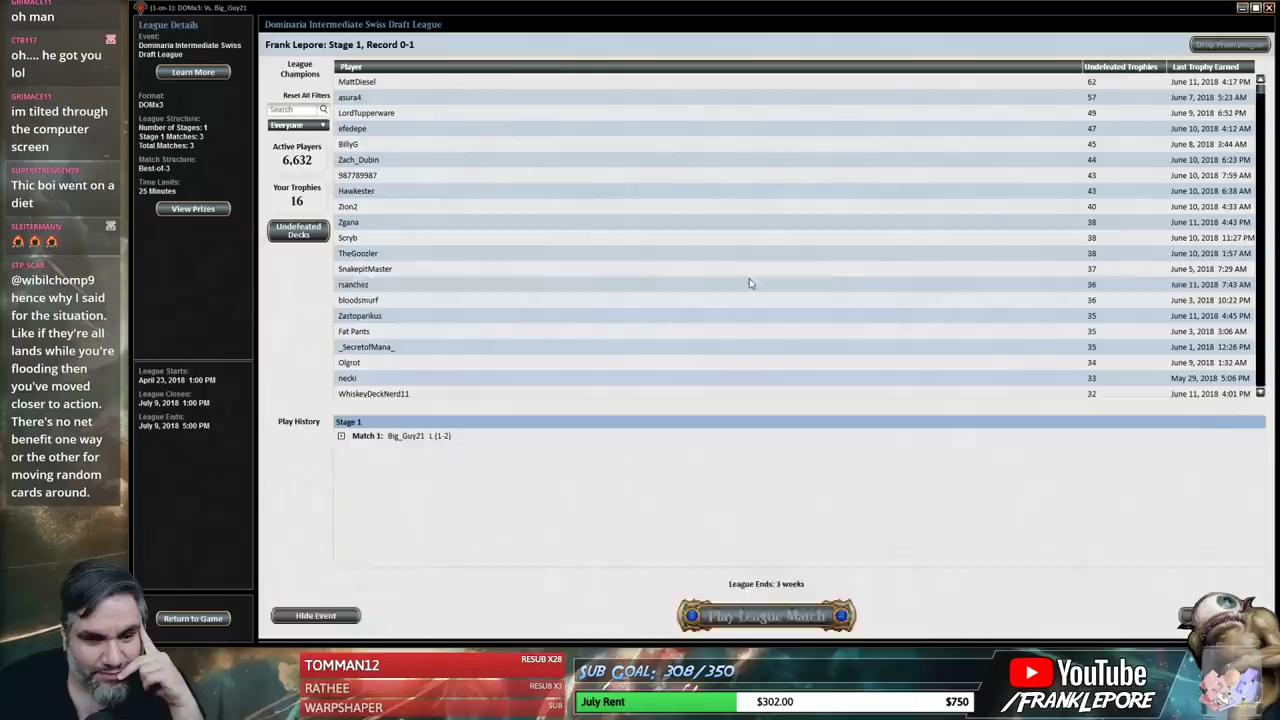 GRIMACE11
oh man
CTB117
oh.... he got you
lol
GRIMACE11
im tilted through
the computer
screen
SUPERSTRENGTH79
Thic boi went on a
diet
SLEITERMANN
STP_SCAR
@wibilchomp9
hence why I said
for the situation.
Like if they're all
lands while you're
flooding then
you've moved
closer to action.
There's no net
benefit one way
or the other for
moving random
cards around.
(1-on-1): DOMx3: Vs. Big_Guy21
League Details
Event:
Dominaria Intermediate Swiss
Draft League
Learn More
Format:
DOMx3
League Structure:
Number of Stages: 1
Stage 1 Matches: 3
Total Matches: 3
Match Structure:
Best-of-3
Time Limits:
25 Minutes
View Prizes
League Starts:
April 23, 2018 1:00 PM
League Closes:
July 9, 2018 1:00 PM
League Ends:
July 9, 2018 5:00 PM
Return to Game
Dominaria Intermediate Swiss Draft League
Frank Lepore: Stage 1, Record 0-1
League
Champions
Reset All Filters
Search
Everyone
Active Players
6,632
Your Trophies
16
Undefeated
Decks
Player Undefeated Trophies Last Trophy Earned
MattDiesel 62 June 11, 2018 4:17 PM
asura4 57 June 7, 2018 5:23 AM
LordTupperware 49 June 9, 2018 6:52 PM
efedepe 47 June 10, 2018 4:12 AM
BillyG 45 June 8, 2018 3:44 AM
Zach_Dubin 44 June 10, 2018 6:23 PM
987789987 43 June 10, 2018 7:59 AM
Hawkester 43 June 10, 2018 6:38 AM
Zion2 40 June 10, 2018 4:33 AM
Zgana 38 June 11, 2018 4:43 PM
Scryb 38 June 10, 2018 11:27 PM
TheGoozler 38 June 10, 2018 1:57 AM
SnakepitMaster 37 June 5, 2018 7:29 AM
rsanchez 36 June 11, 2018 7:43 AM
bloodsmurf 36 June 3, 2018 10:22 PM
Zastoparikus 35 June 11, 2018 4:45 PM
Fat Pants 35 June 3, 2018 3:06 AM
_SecretofMana_ 35 June 1, 2018 12:26 PM
Olgrot 34 June 9, 2018 1:32 AM
necki 33 May 29, 2018 5:06 PM
WhiskeyDeckNerd11 32 June 11, 2018 4:01 PM
Play History
Stage 1
Match 1: Big_Guy21 L (1-2)
League Ends: 3 weeks
Hide Event
Play League Match
TOMMAN12 RESUB X28
RATHEE RESUB X3
WARPSHAPER SUB
SUB GOAL: 308/350
July Rent $302.00 $750
YouTube
/FRANKLEPORE